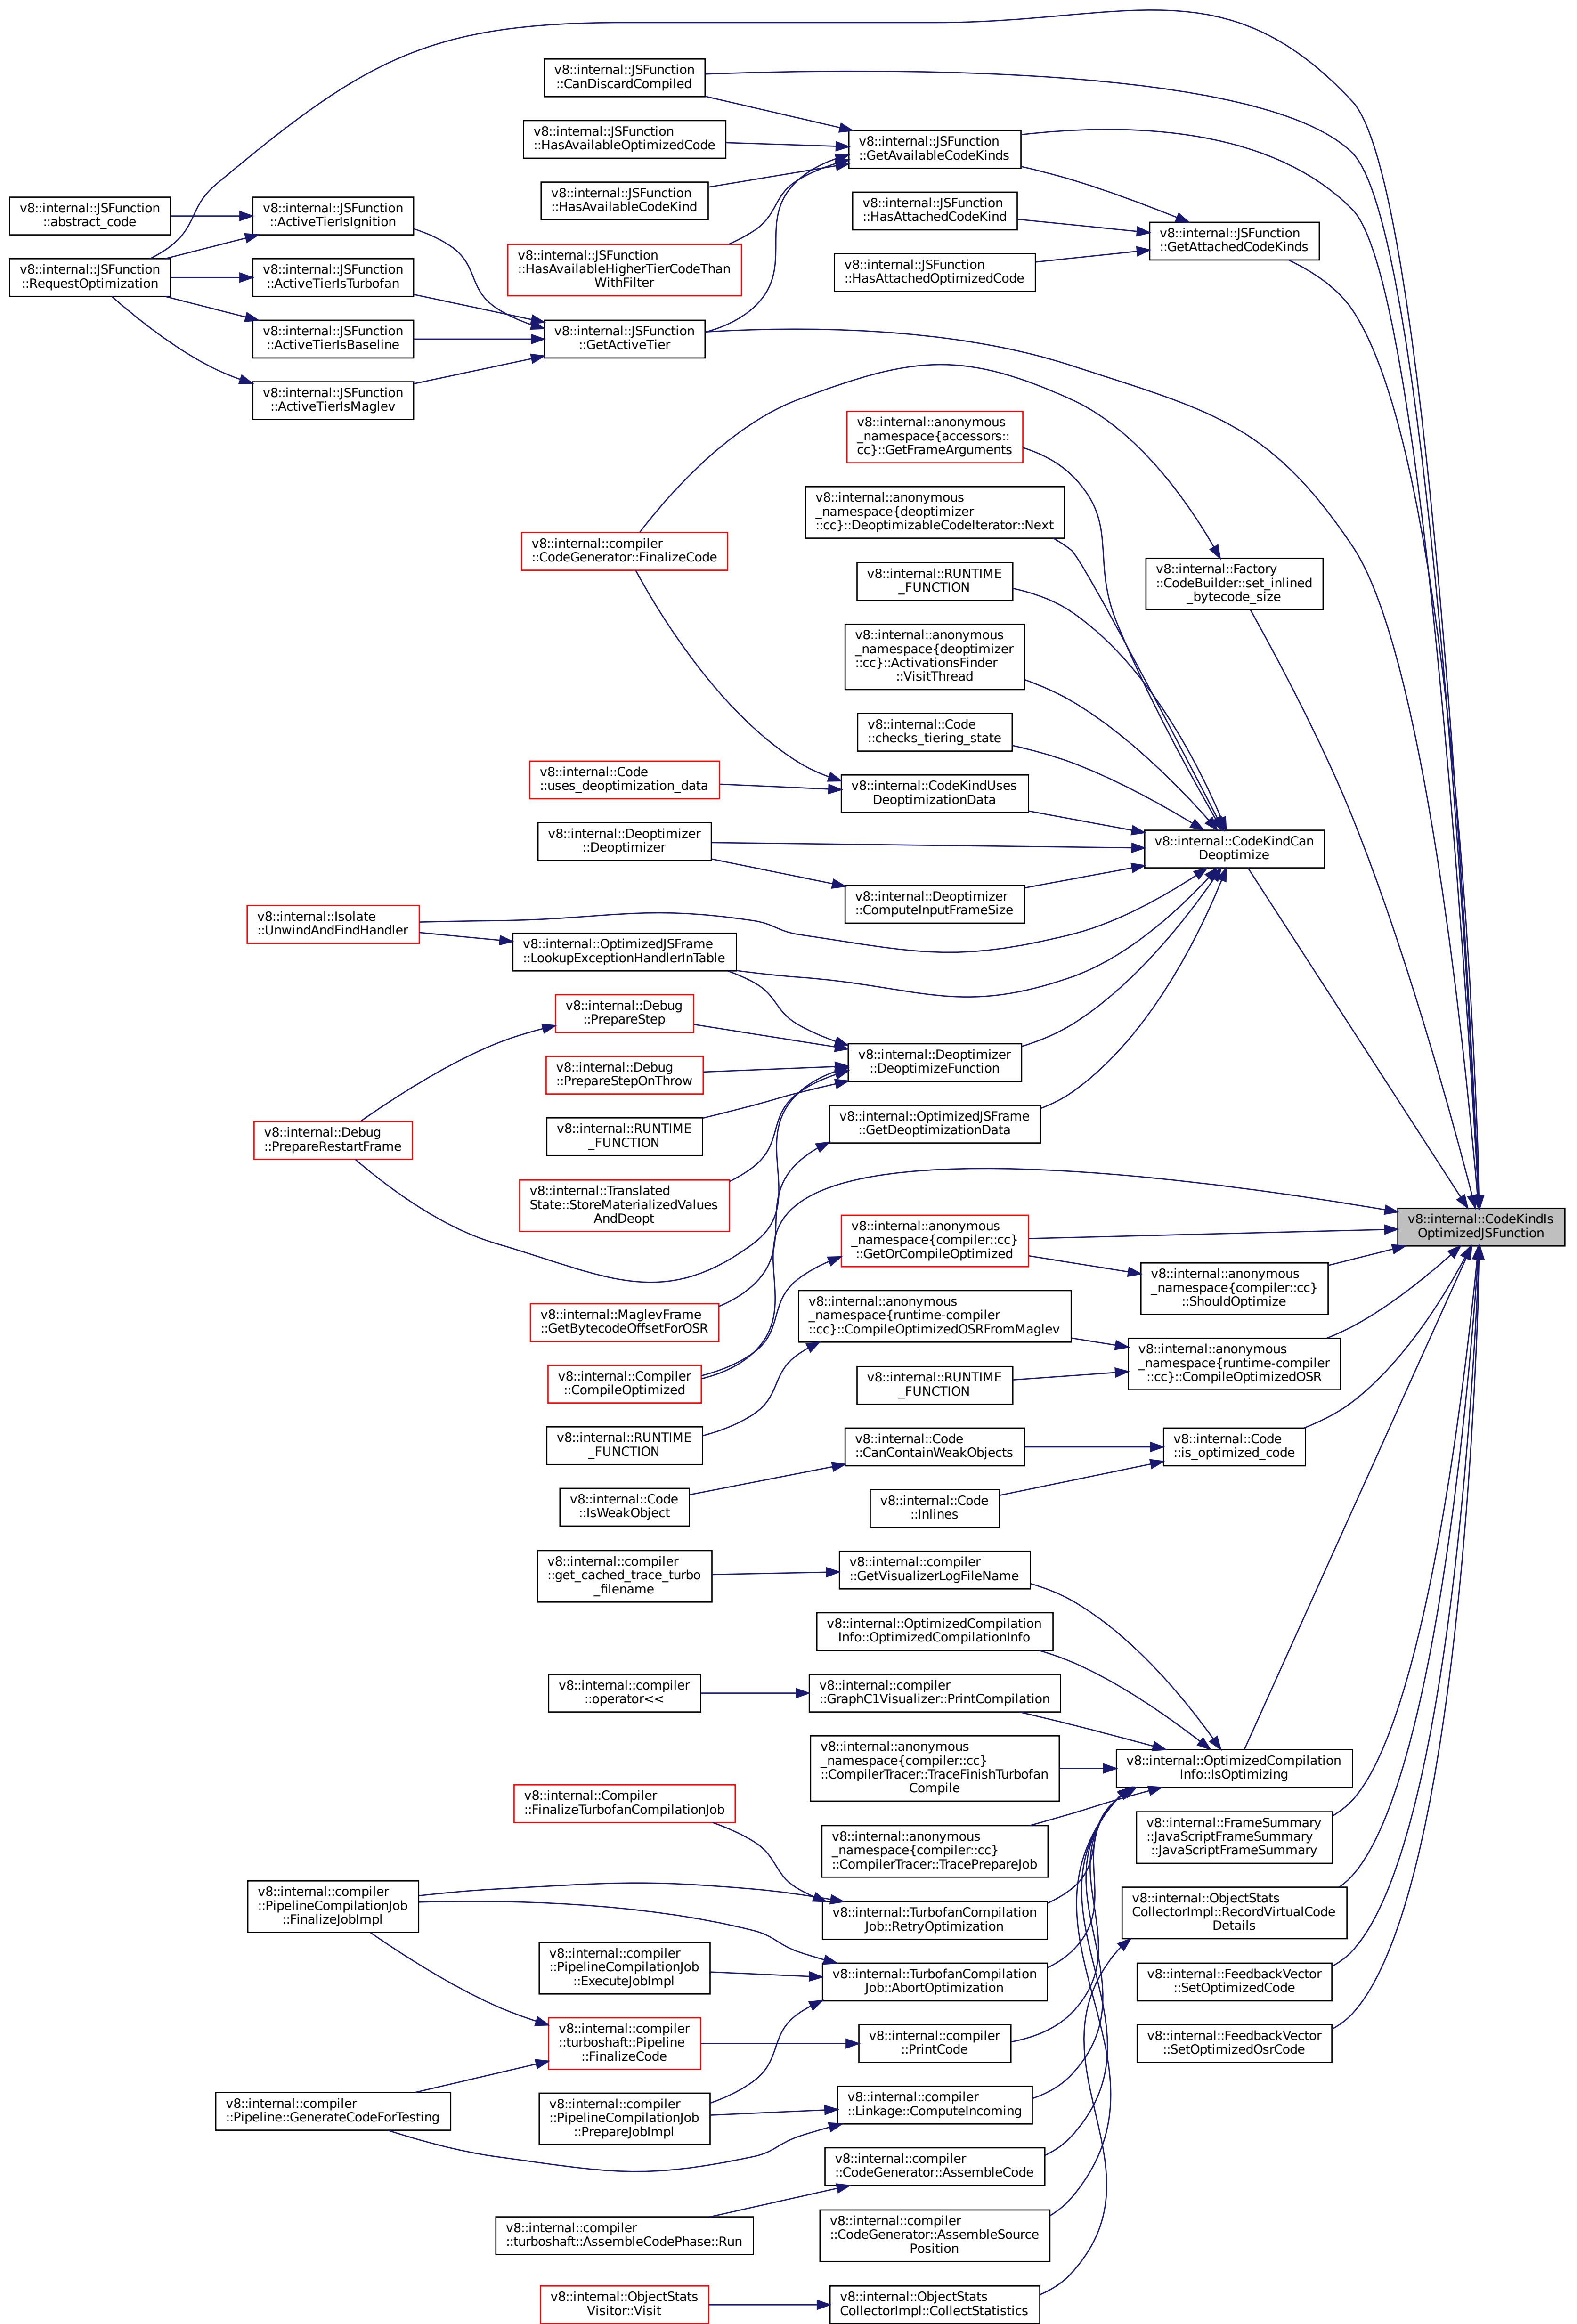 v8::internal::JSFunction
::CanDiscardCompiled
v8::internal::JSFunction
::HasAvailableOptimizedCode
v8::internal::JSFunction
::GetAvailableCodeKinds
v8::internal::JSFunction
::HasAvailableCodeKind
v8::internal::JSFunction
::abstract_code
v8::internal::JSFunction
::ActiveTierIsIgnition
v8::internal::JSFunction
::HasAttachedCodeKind
v8::internal::JSFunction
::GetAttachedCodeKinds
v8::internal::JSFunction
::RequestOptimization
v8::internal::JSFunction
::ActiveTierIsTurbofan
v8::internal::JSFunction
::HasAvailableHigherTierCodeThan
WithFilter
v8::internal::JSFunction
::HasAttachedOptimizedCode
v8::internal::JSFunction
::ActiveTierIsBaseline
v8::internal::JSFunction
::GetActiveTier
v8::internal::JSFunction
::ActiveTierIsMaglev
v8::internal::anonymous
_namespace{accessors::
cc}::GetFrameArguments
v8::internal::anonymous
_namespace{deoptimizer
::cc}::DeoptimizableCodeIterator::Next
v8::internal::compiler
::CodeGenerator::FinalizeCode
v8::internal::RUNTIME
_FUNCTION
v8::internal::Factory
::CodeBuilder::set_inlined
_bytecode_size
v8::internal::anonymous
_namespace{deoptimizer
::cc}::ActivationsFinder
::VisitThread
v8::internal::Code
::checks_tiering_state
v8::internal::Code
::uses_deoptimization_data
v8::internal::CodeKindUses
DeoptimizationData
v8::internal::Deoptimizer
::Deoptimizer
v8::internal::CodeKindCan
Deoptimize
v8::internal::Deoptimizer
::ComputeInputFrameSize
v8::internal::Isolate
::UnwindAndFindHandler
v8::internal::OptimizedJSFrame
::LookupExceptionHandlerInTable
v8::internal::Debug
::PrepareStep
v8::internal::Deoptimizer
::DeoptimizeFunction
v8::internal::Debug
::PrepareStepOnThrow
v8::internal::Debug
::PrepareRestartFrame
v8::internal::RUNTIME
_FUNCTION
v8::internal::OptimizedJSFrame
::GetDeoptimizationData
v8::internal::Translated
State::StoreMaterializedValues
AndDeopt
v8::internal::CodeKindIs
OptimizedJSFunction
v8::internal::anonymous
_namespace{compiler::cc}
::GetOrCompileOptimized
v8::internal::anonymous
_namespace{compiler::cc}
::ShouldOptimize
v8::internal::MaglevFrame
::GetBytecodeOffsetForOSR
v8::internal::anonymous
_namespace{runtime-compiler
::cc}::CompileOptimizedOSRFromMaglev
v8::internal::anonymous
_namespace{runtime-compiler
::cc}::CompileOptimizedOSR
v8::internal::Compiler
::CompileOptimized
v8::internal::RUNTIME
_FUNCTION
v8::internal::RUNTIME
_FUNCTION
v8::internal::Code
::CanContainWeakObjects
v8::internal::Code
::is_optimized_code
v8::internal::Code
::IsWeakObject
v8::internal::Code
::Inlines
v8::internal::compiler
::get_cached_trace_turbo
_filename
v8::internal::compiler
::GetVisualizerLogFileName
v8::internal::OptimizedCompilation
Info::OptimizedCompilationInfo
v8::internal::compiler
::operator<<
v8::internal::compiler
::GraphC1Visualizer::PrintCompilation
v8::internal::anonymous
_namespace{compiler::cc}
::CompilerTracer::TraceFinishTurbofan
Compile
v8::internal::OptimizedCompilation
Info::IsOptimizing
v8::internal::Compiler
::FinalizeTurbofanCompilationJob
v8::internal::anonymous
_namespace{compiler::cc}
::CompilerTracer::TracePrepareJob
v8::internal::FrameSummary
::JavaScriptFrameSummary
::JavaScriptFrameSummary
v8::internal::compiler
::PipelineCompilationJob
::FinalizeJobImpl
v8::internal::TurbofanCompilation
Job::RetryOptimization
v8::internal::ObjectStats
CollectorImpl::RecordVirtualCode
Details
v8::internal::compiler
::PipelineCompilationJob
::ExecuteJobImpl
v8::internal::TurbofanCompilation
Job::AbortOptimization
v8::internal::FeedbackVector
::SetOptimizedCode
v8::internal::compiler
::turboshaft::Pipeline
::FinalizeCode
v8::internal::compiler
::PrintCode
v8::internal::FeedbackVector
::SetOptimizedOsrCode
v8::internal::compiler
::Pipeline::GenerateCodeForTesting
v8::internal::compiler
::PipelineCompilationJob
::PrepareJobImpl
v8::internal::compiler
::Linkage::ComputeIncoming
v8::internal::compiler
::CodeGenerator::AssembleCode
v8::internal::compiler
::turboshaft::AssembleCodePhase::Run
v8::internal::compiler
::CodeGenerator::AssembleSource
Position
v8::internal::ObjectStats
Visitor::Visit
v8::internal::ObjectStats
CollectorImpl::CollectStatistics